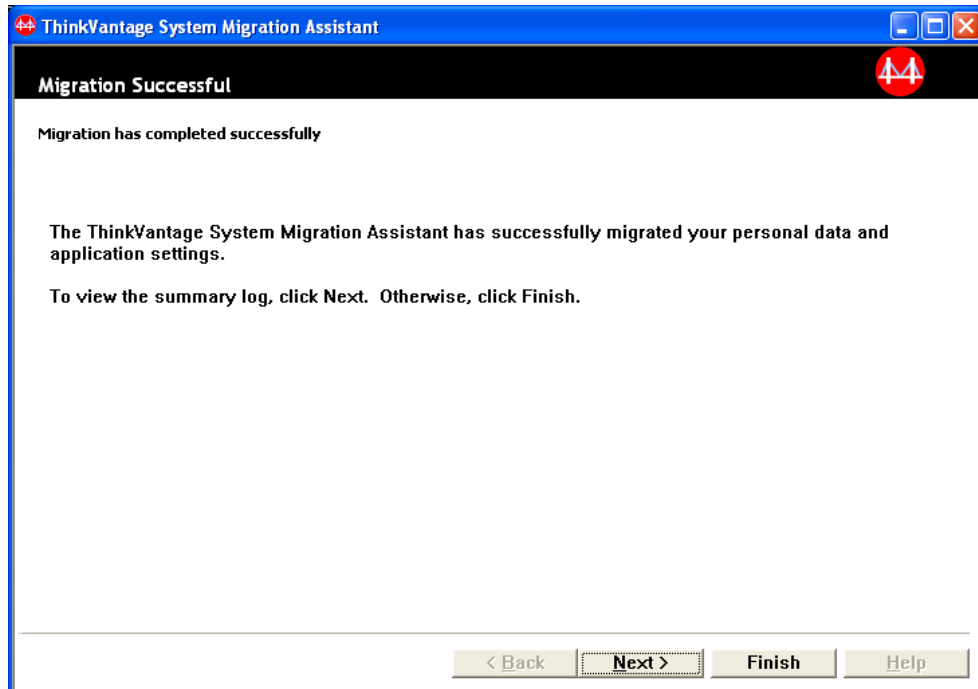 ThinkVantage System Migration Assistant
Migration Successful
Migration has completed successfully
The ThinkVantage System Migration Assistant has successfully migrated your personal data and
application settings.
To view the summary log, click Next.  Otherwise, click Finish.
< Back Next > Finish Help